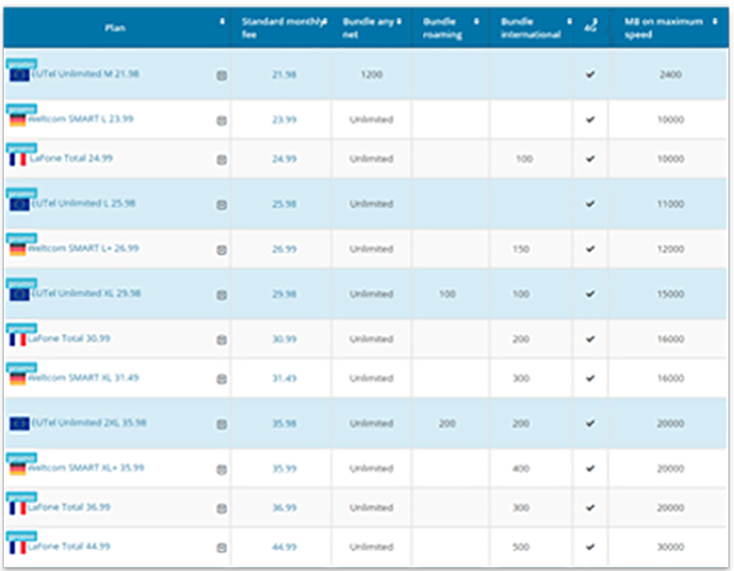 Plan Standard monthly fee Bundle any net Bundle roaming Bundle international 4G MB on maximum speed
promo
EUTel Unlimited M 21.98 21.98 1200 ✔ 2400
promo
Weltcom SMART L 23.99 23.99 Unlimited ✔ 10000
promo
LaFone Total 24.99 24.99 Unlimited 100 ✔ 10000
promo
EUTel Unlimited L 25.98 25.98 Unlimited ✔ 11000
promo
Weltcom SMART L+ 26.99 26.99 Unlimited 150 ✔ 12000
promo
EUTel Unlimited XL 29.98 29.98 Unlimited 100 100 ✔ 15000
promo
LaFone Total 30.99 30.99 Unlimited 200 ✔ 16000
promo
Weltcom SMART XL 31.49 31.49 Unlimited 300 ✔ 16000
EUTel Unlimited 2XL 35.98 35.98 Unlimited 200 200 ✔ 20000
promo
Weltcom SMART XL+ 35.99 35.99 Unlimited 400 ✔ 20000
promo
LaFone Total 36.99 36.99 Unlimited 300 ✔ 20000
promo
LaFone Total 44.99 44.99 Unlimited 500 ✔ 30000